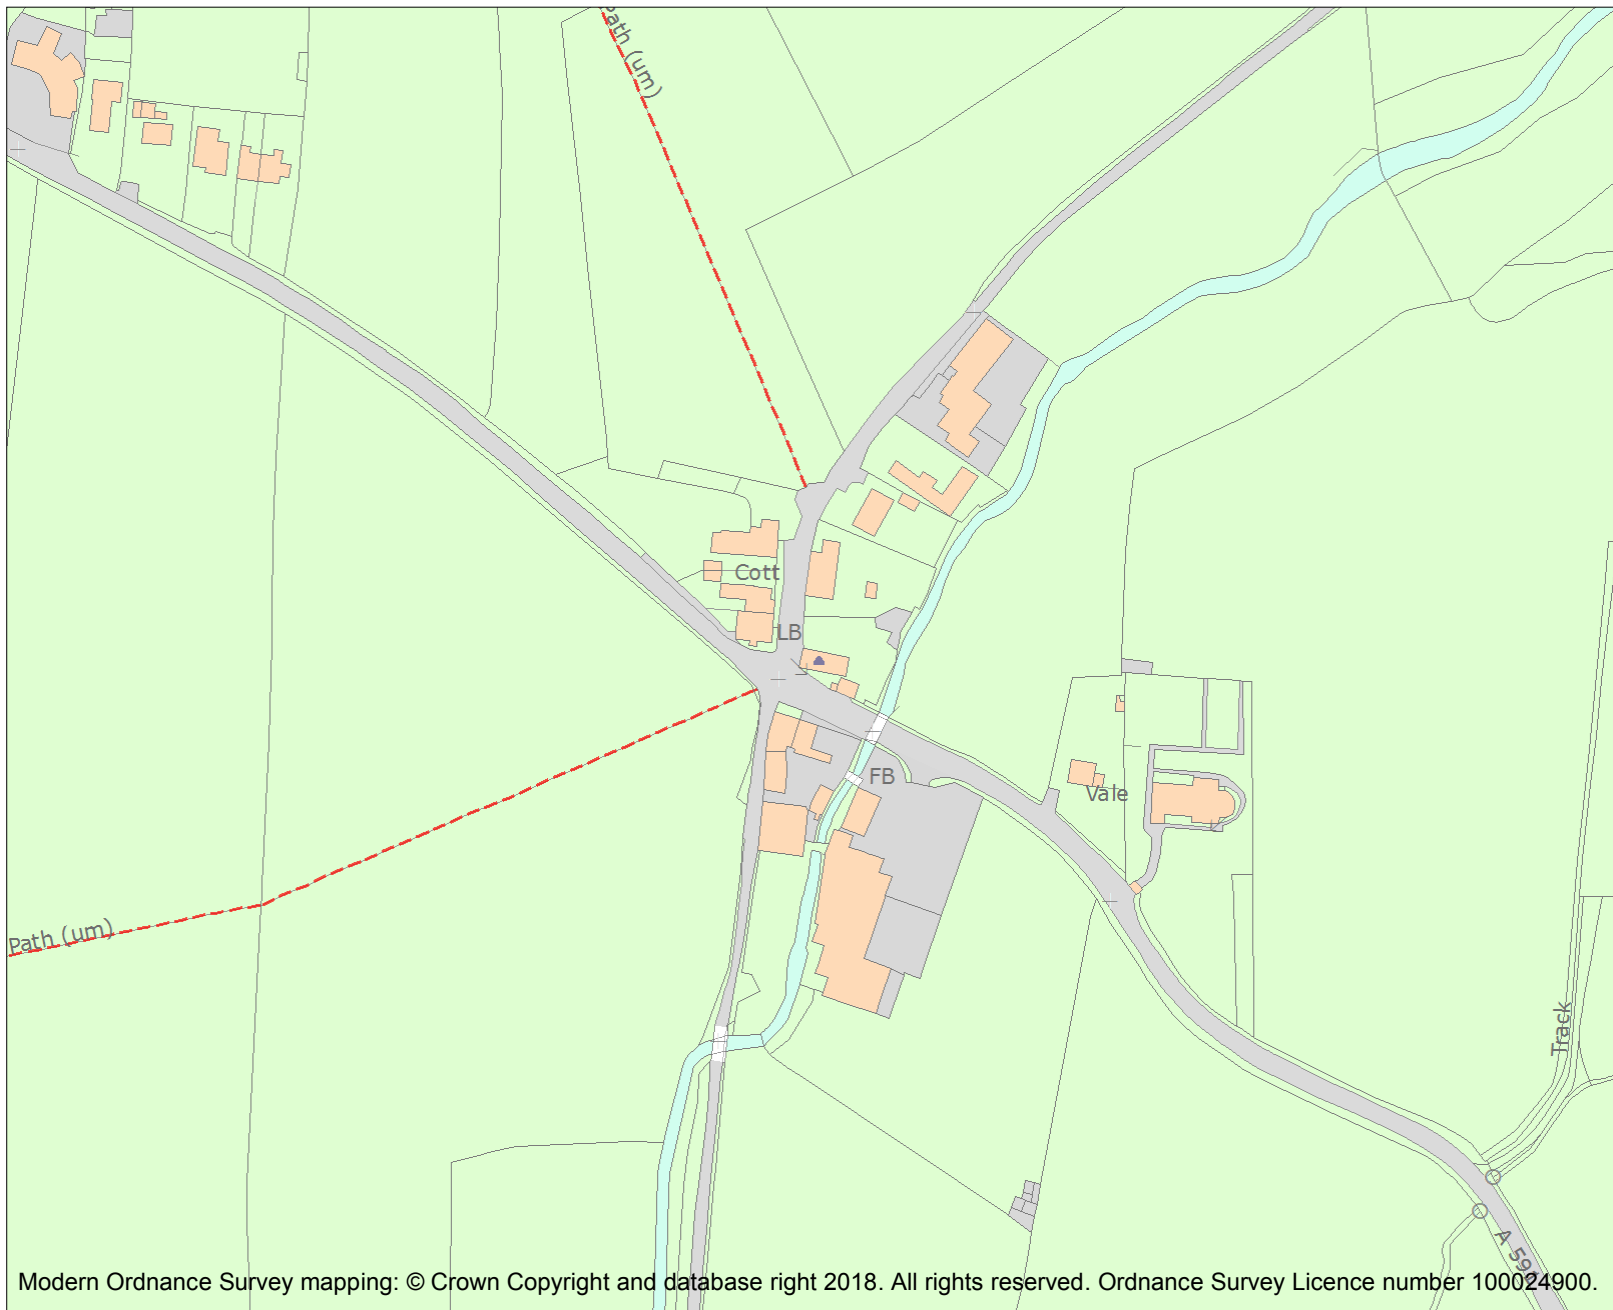 Path (um)
Cott
LB
FB
Vale
Path (um)
Track
Modern Ordnance Survey mapping: © Crown Copyright and database right 2018. All rights reserved. Ordnance Survey Licence number 100024900.